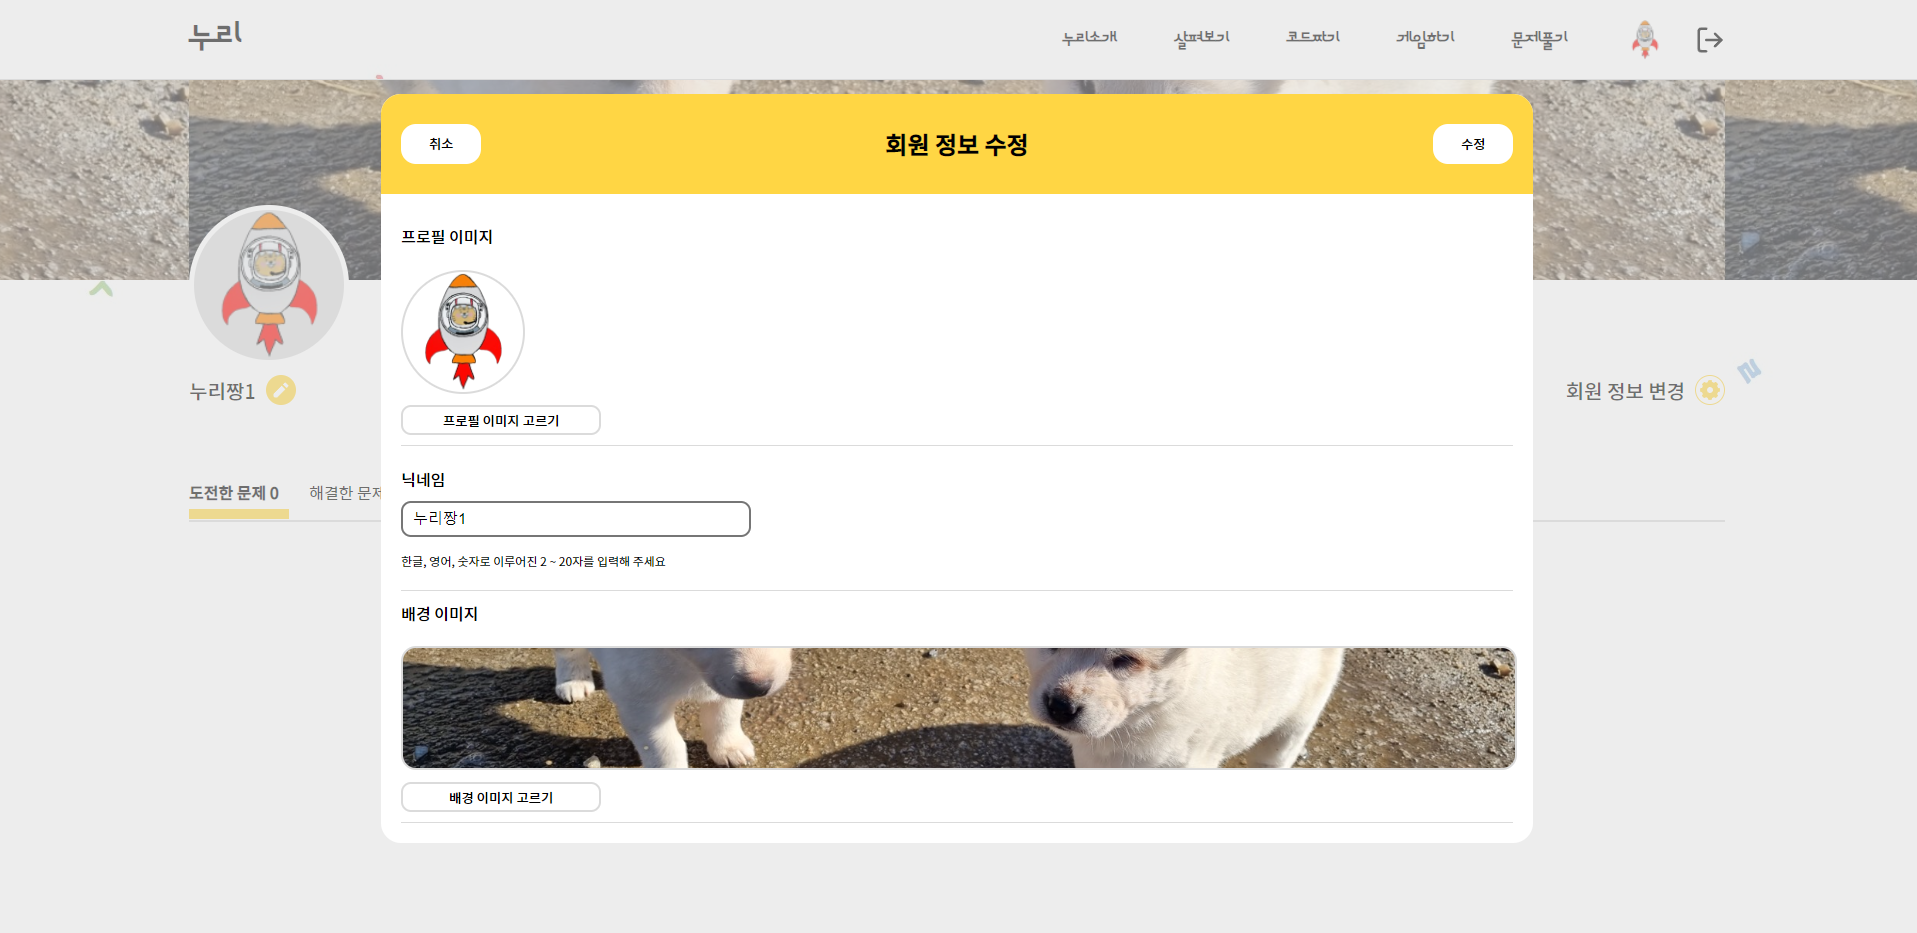 누리
누리소개 살펴보기 코드짜기 게임하기 문제풀기
취소
회원 정보 수정
수정
프로필 이미지
프로필 이미지 고르기
누리짱1
회원 정보 변경
닉네임
누리짱1
도전한 문제 0
해결한 문제
한글, 영어, 숫자로 이루어진 2 ~ 20자를 입력해 주세요
배경 이미지
배경 이미지 고르기